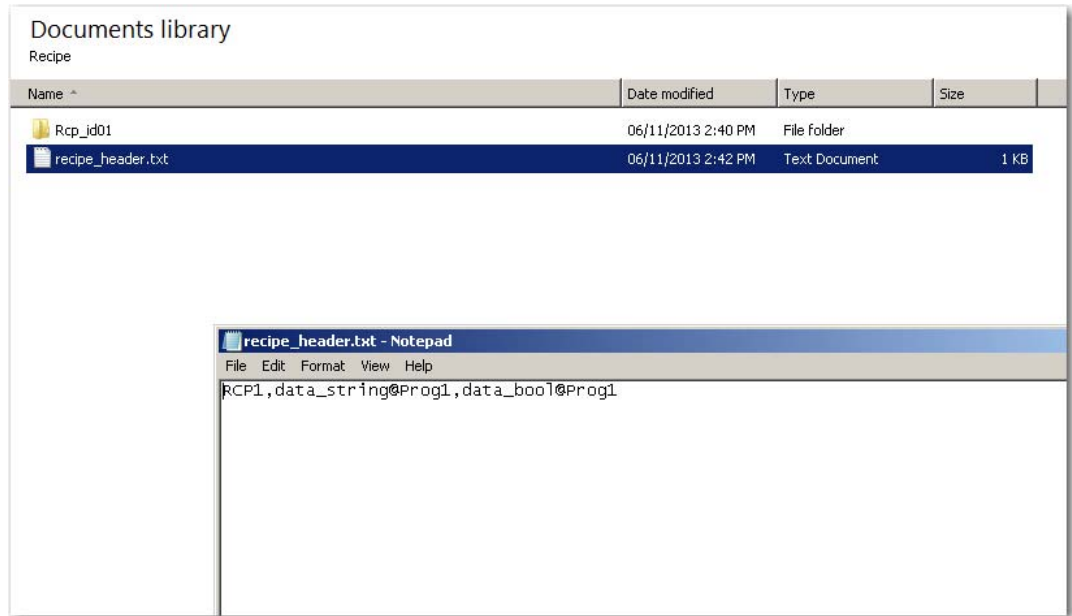 Documents library
Recipe
Name Date modified Type Size
Rcp_id01 06/11/2013 2:40 PM File folder
recipe_header.txt 06/11/2013 2:42 PM Text Document 1 KB
recipe_header.txt - Notepad
File Edit Format View Help
RCP1,data_string@Prog1,data_bool@Prog1